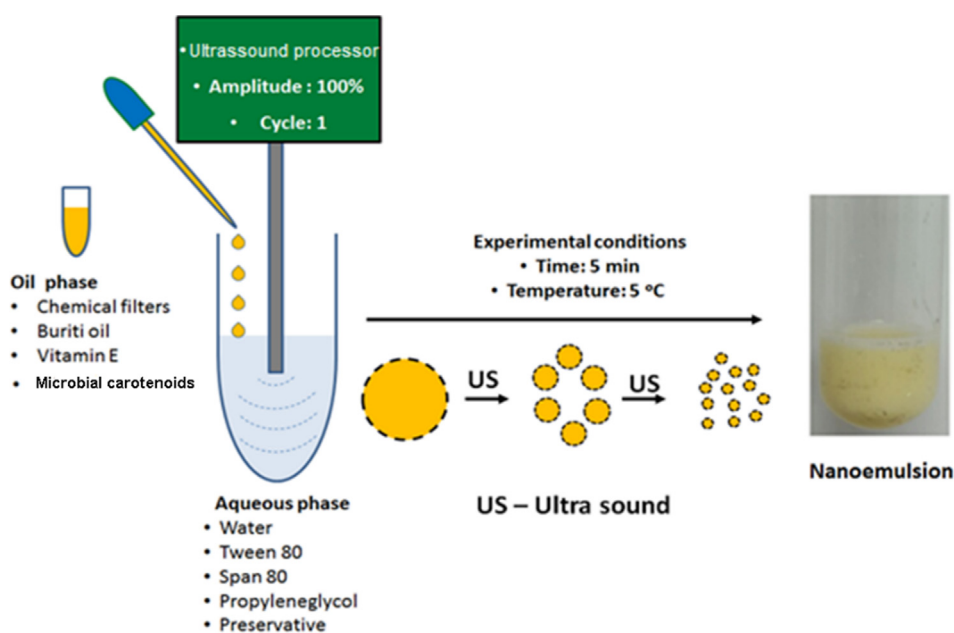 • Ultrassound processor
• Amplitude : 100%
• Cycle: 1
Oil phase
• Chemical filters
• Buriti oil
• Vitamin E
• Microbial carotenoids
Experimental conditions
• Time: 5 min
• Temperature: 5 ºC
US
US
Nanoemulsion
US – Ultra sound
Aqueous phase
• Water
• Tween 80
• Span 80
• Propyleneglycol
• Preservative